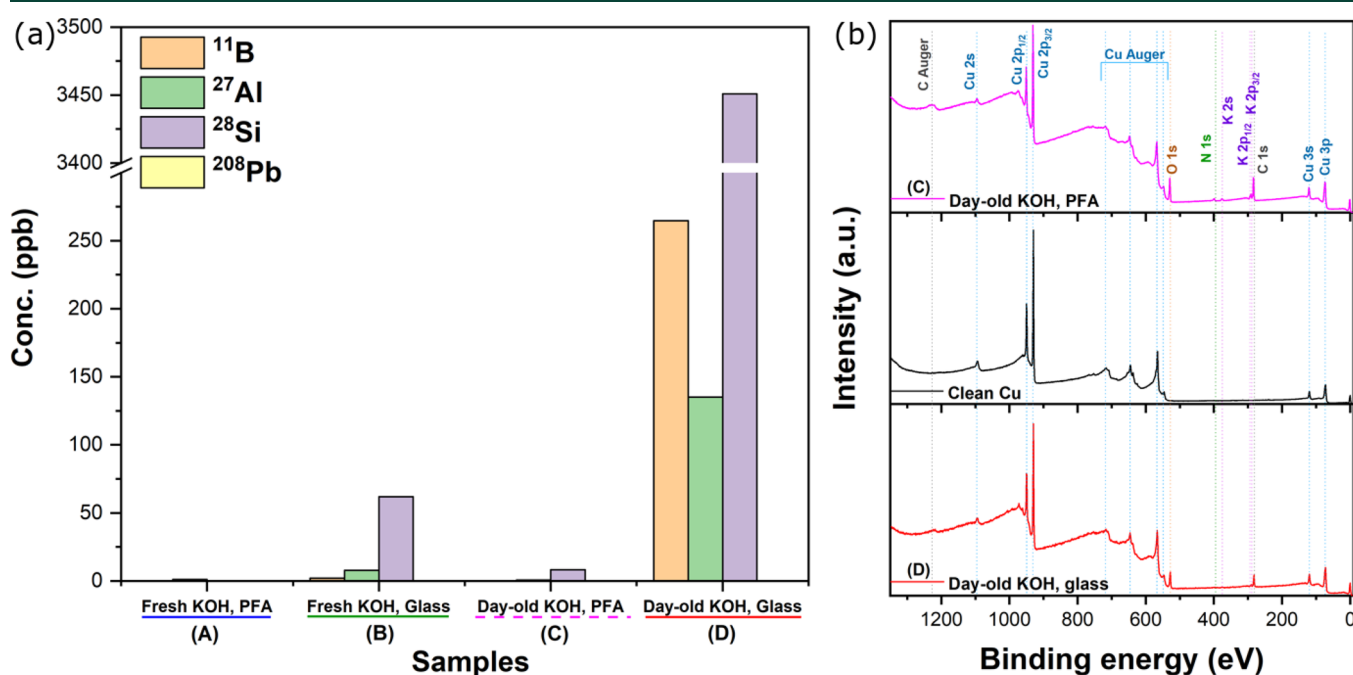 (a)
3500
3450
3400
250
200
150
100
50
0
Conc. (ppb)
¹¹B
²⁷Al
²⁸Si
²⁰⁸Pb
Fresh KOH, PFA
(A)
Fresh KOH, Glass
(B)
Day-old KOH, PFA
(C)
Day-old KOH, Glass
(D)
Samples
(b)
Intensity (a.u.)
C Auger
Cu 2s
Cu 2p₁/₂
Cu 2p₃/₂
Cu Auger
O 1s
N 1s
K 2s
K 2p₁/₂
K 2p₃/₂
C 1s
Cu 3s
Cu 3p
(C)
Day-old KOH, PFA
Clean Cu
(D)
Day-old KOH, glass
1200 1000 800 600 400 200 0
Binding energy (eV)